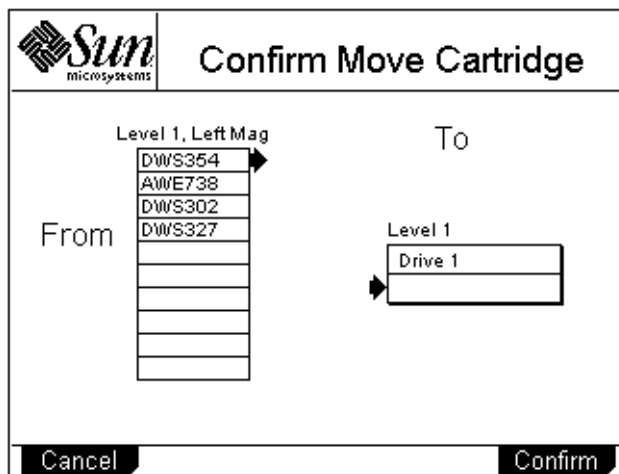 Sun
microsystems
Confirm Move Cartridge
Level 1, Left Mag
To
DWS354
AWE738
DWS302
DWS327
From
Level 1
Drive 1
Cancel
Confirm